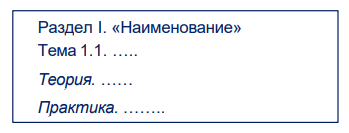 Раздел I. «Наименование»
Тема 1.1. …..
Теория. ……
Практика. ……..